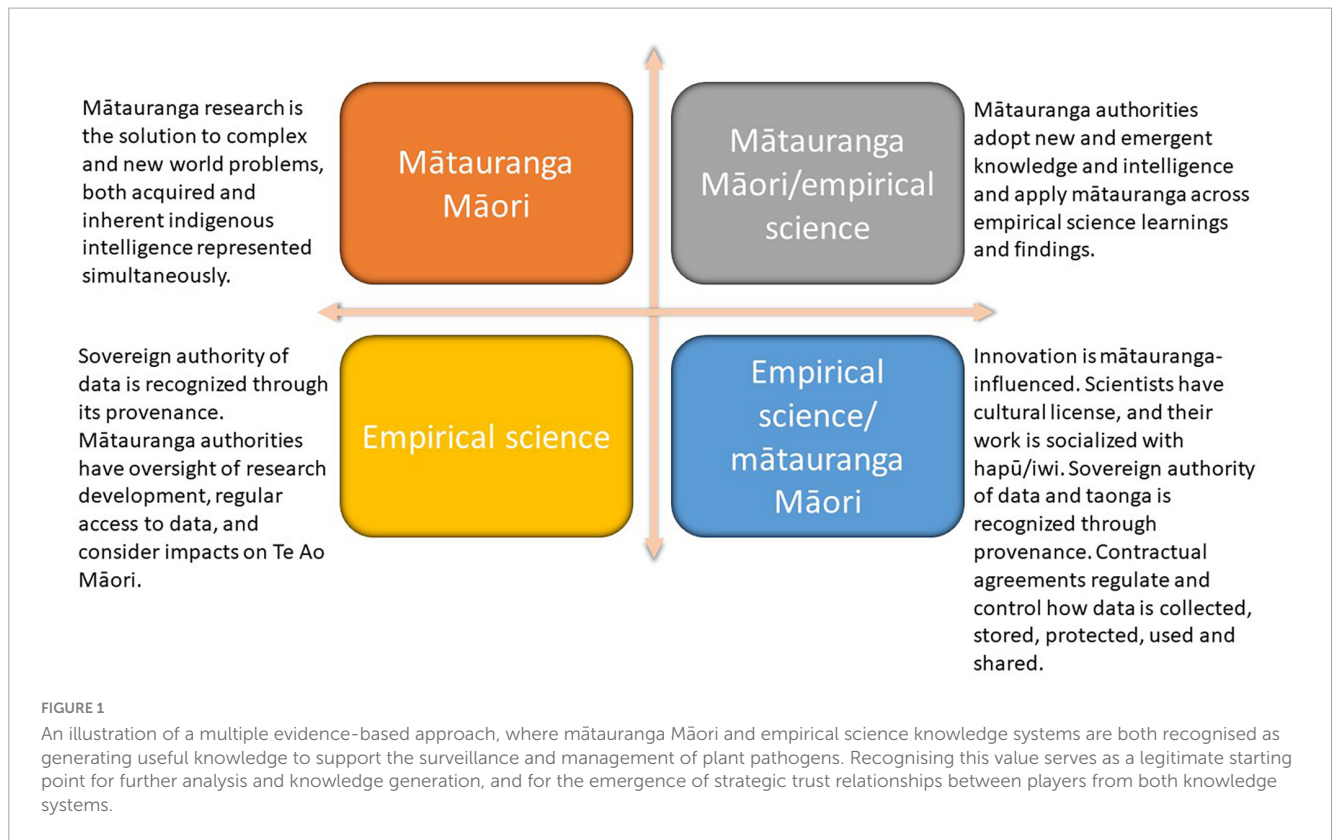 Mātauranga research is
the solution to complex
and new world problems,
both acquired and
inherent indigenous
intelligence represented
simultaneously.
Mātauranga
Māori
Mātauranga
Māori/empirical
science
Mātauranga authorities
adopt new and emergent
knowledge and intelligence
and apply mātauranga across
empirical science learnings
and findings.
Sovereign authority of
data is recognized through
its provenance.
Mātauranga authorities
have oversight of research
development, regular
access to data, and
consider impacts on Te Ao
Māori.
Empirical science
Empirical
science/
mātauranga
Māori
Innovation is mātauranga-
influenced. Scientists have
cultural license, and their
work is socialized with
hapū/iwi. Sovereign authority
of data and taonga is
recognized through
provenance. Contractual
agreements regulate and
control how data is collected,
stored, protected, used and
shared.
FIGURE 1
An illustration of a multiple evidence-based approach, where mātauranga Māori and empirical science knowledge systems are both recognised as
generating useful knowledge to support the surveillance and management of plant pathogens. Recognising this value serves as a legitimate starting
point for further analysis and knowledge generation, and for the emergence of strategic trust relationships between players from both knowledge
systems.